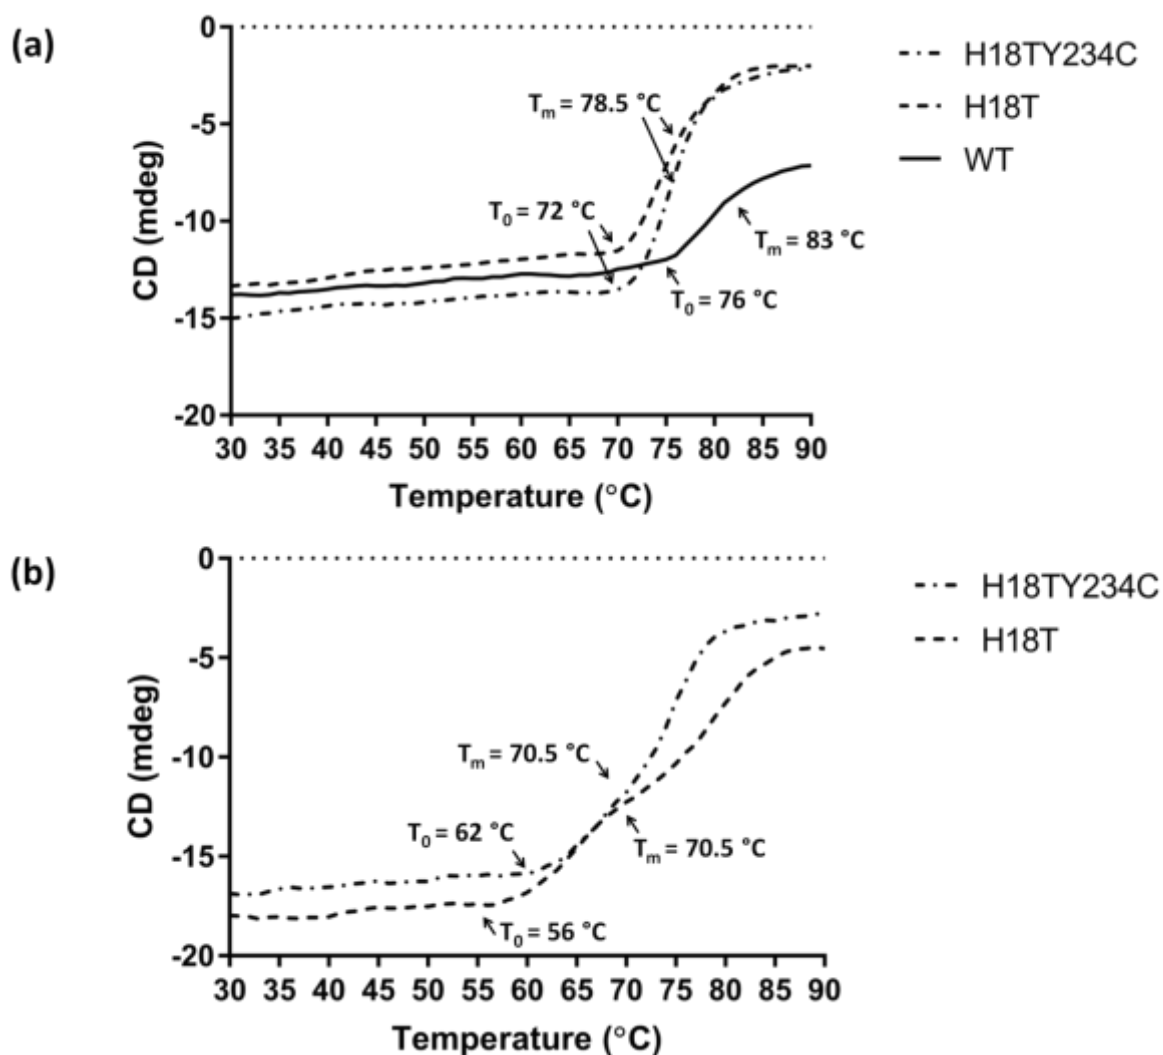 (a)
0
-5
-10
-15
-20
CD (mdeg)
Tm = 78.5 °C
T0 = 72 °C
Tm = 83 °C
T0 = 76 °C
30 35 40 45 50 55 60 65 70 75 80 85 90
Temperature (°C)
H18TY234C
H18T
WT
(b)
0
-5
-10
-15
-20
CD (mdeg)
Tm = 70.5 °C
T0 = 62 °C
Tm = 70.5 °C
T0 = 56 °C
30 35 40 45 50 55 60 65 70 75 80 85 90
Temperature (°C)
H18TY234C
H18T